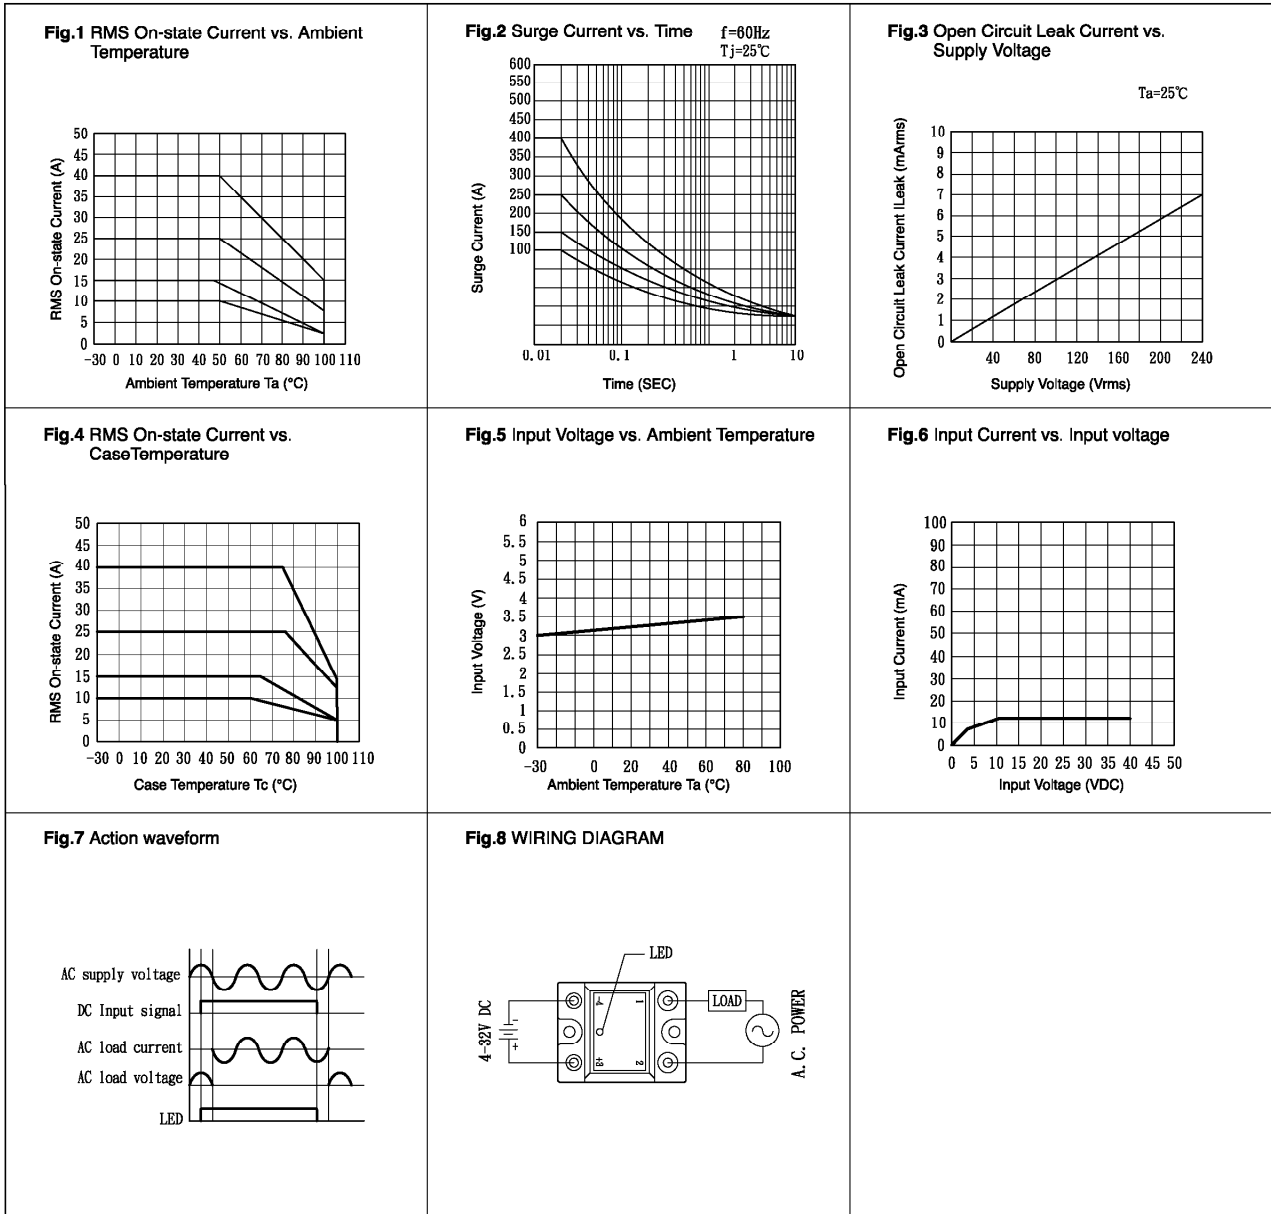 Fig.1 RMS On-state Current vs. Ambient
Temperature
50
45
40
35
30
25
20
15
10
5
0
-30 0 10 20 30 40 50 60 70 80 90 100 110
RMS On-state Current (A)
Ambient Temperature Ta (°C)
Fig.2 Surge Current vs. Time
f=60Hz
Tj=25℃
600
550
500
450
400
350
300
250
200
150
100
0.01 0.1 1 10
Surge Current (A)
Time (SEC)
Fig.3 Open Circuit Leak Current vs.
Supply Voltage
Ta=25℃
10
9
8
7
6
5
4
3
2
1
0
40 80 120 160 200 240
Open Circuit Leak Current ILeak (mArms)
Supply Voltage (Vrms)
Fig.4 RMS On-state Current vs.
CaseTemperature
50
45
40
35
30
25
20
15
10
5
0
-30 0 10 20 30 40 50 60 70 80 90 100 110
RMS On-state Current (A)
Case Temperature Tc (°C)
Fig.5 Input Voltage vs. Ambient Temperature
6
5.5
5
4.5
4
3.5
3
2.5
2
1.5
1
0.5
0
-30 0 20 40 60 80 100
Input Voltage (V)
Ambient Temperature Ta (°C)
Fig.6 Input Current vs. Input voltage
100
90
80
70
60
50
40
30
20
10
0
0 5 10 15 20 25 30 35 40 45 50
Input Current (mA)
Input Voltage (VDC)
Fig.7 Action waveform
AC supply voltage
DC Input signal
AC load current
AC load voltage
LED
Fig.8 WIRING DIAGRAM
LED
4-32V DC
-
+
-4
1
+3
2
LOAD
A.C. POWER